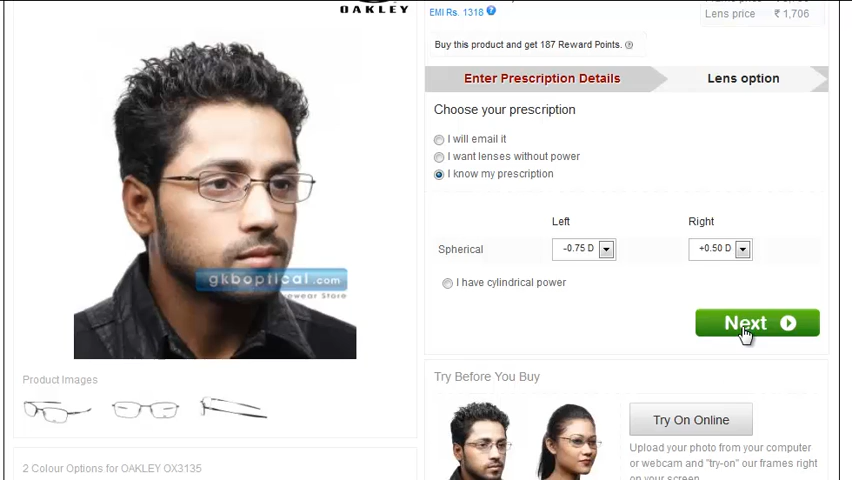 OAKLEY
EMI Rs. 1318
Lens price ₹ 1,706
Buy this product and get 187 Reward Points.
Enter Prescription Details Lens option
Choose your prescription
I will email it
I want lenses without power
I know my prescription
Left Right
Spherical -0.75 D +0.50 D
I have cylindrical power
gkboptical.com
Store
Next
Product Images
Try Before You Buy
Try On Online
Upload your photo from your computer
or webcam and "try-on" our frames right
on your screen
2 Colour Options for OAKLEY OX3135